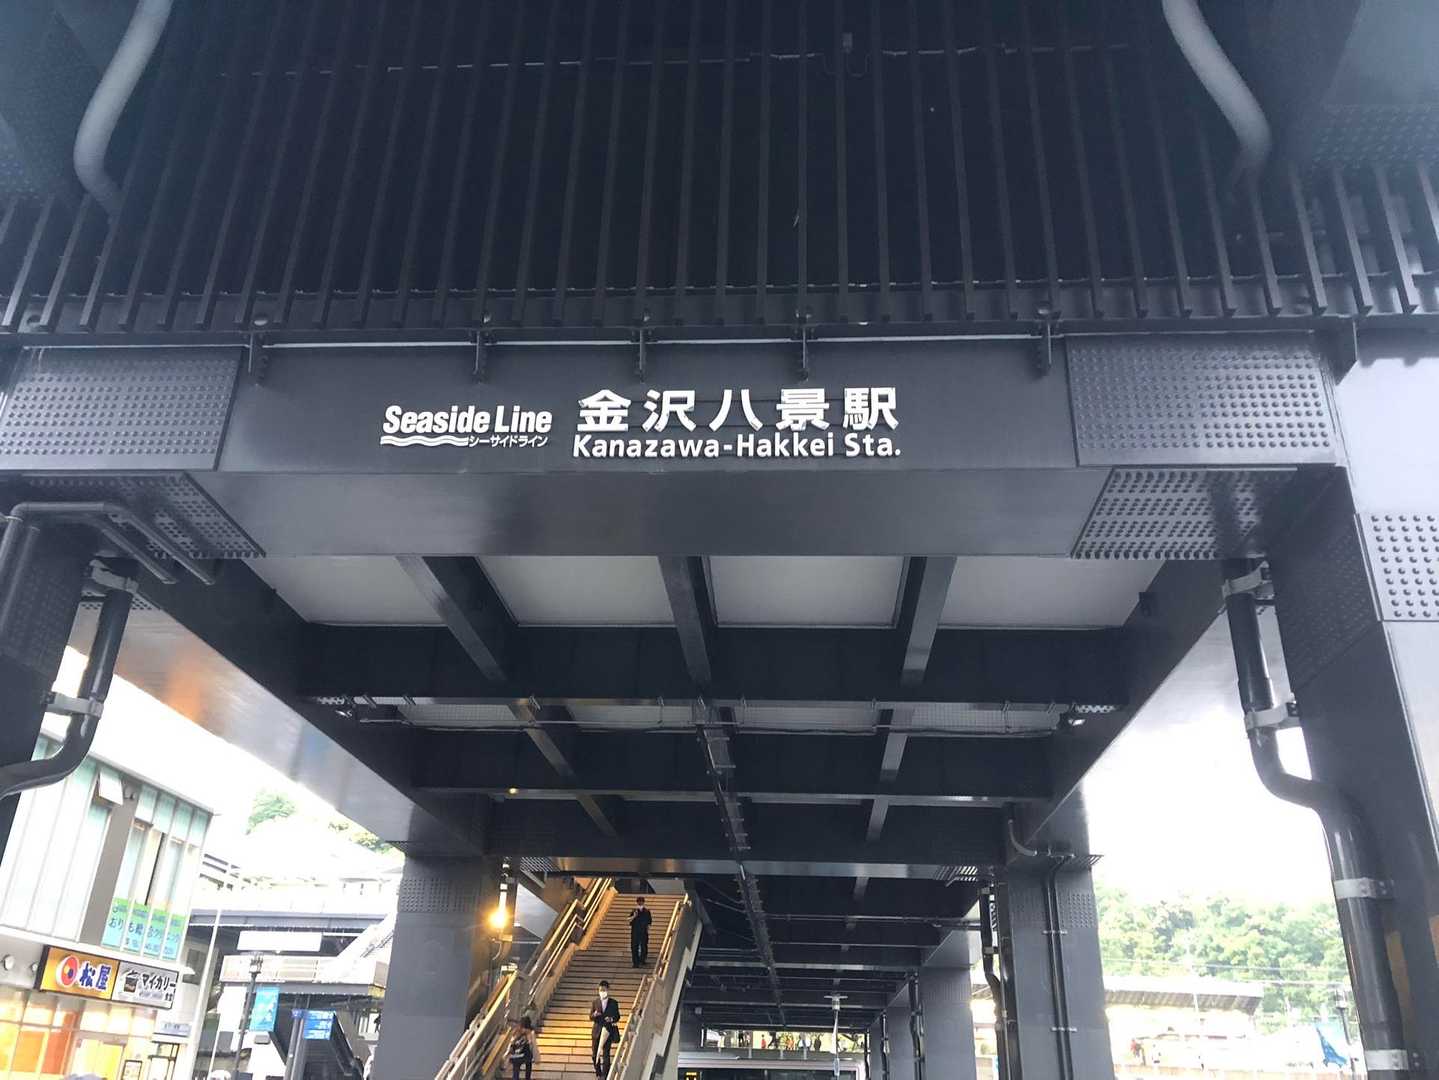 Seaside Line
シーサイドライン
金沢八景駅
Kanazawa-Hakkei Sta.
松屋
マイカリー